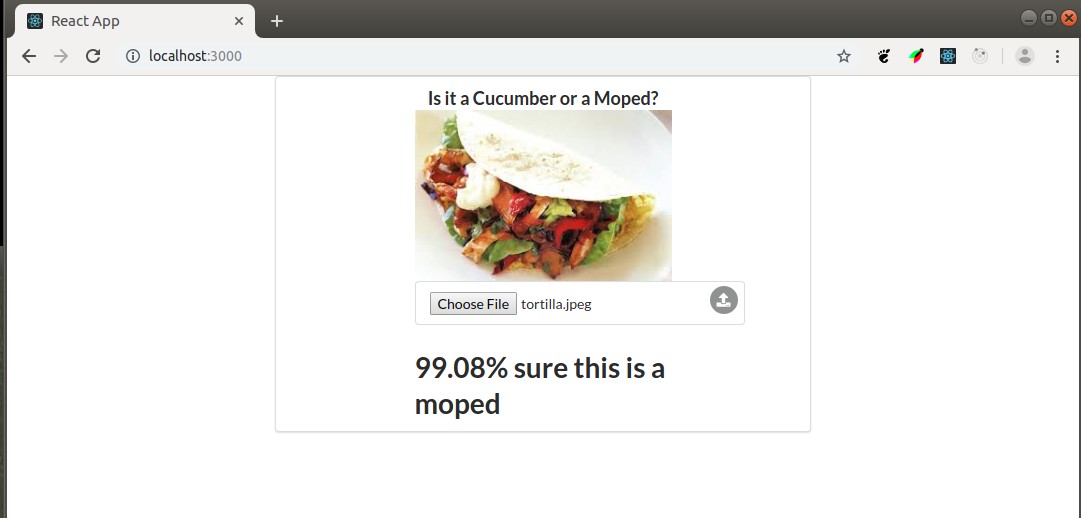 React App
localhost:3000
Is it a Cucumber or a Moped?
Choose File tortilla.jpeg
99.08% sure this is a
moped